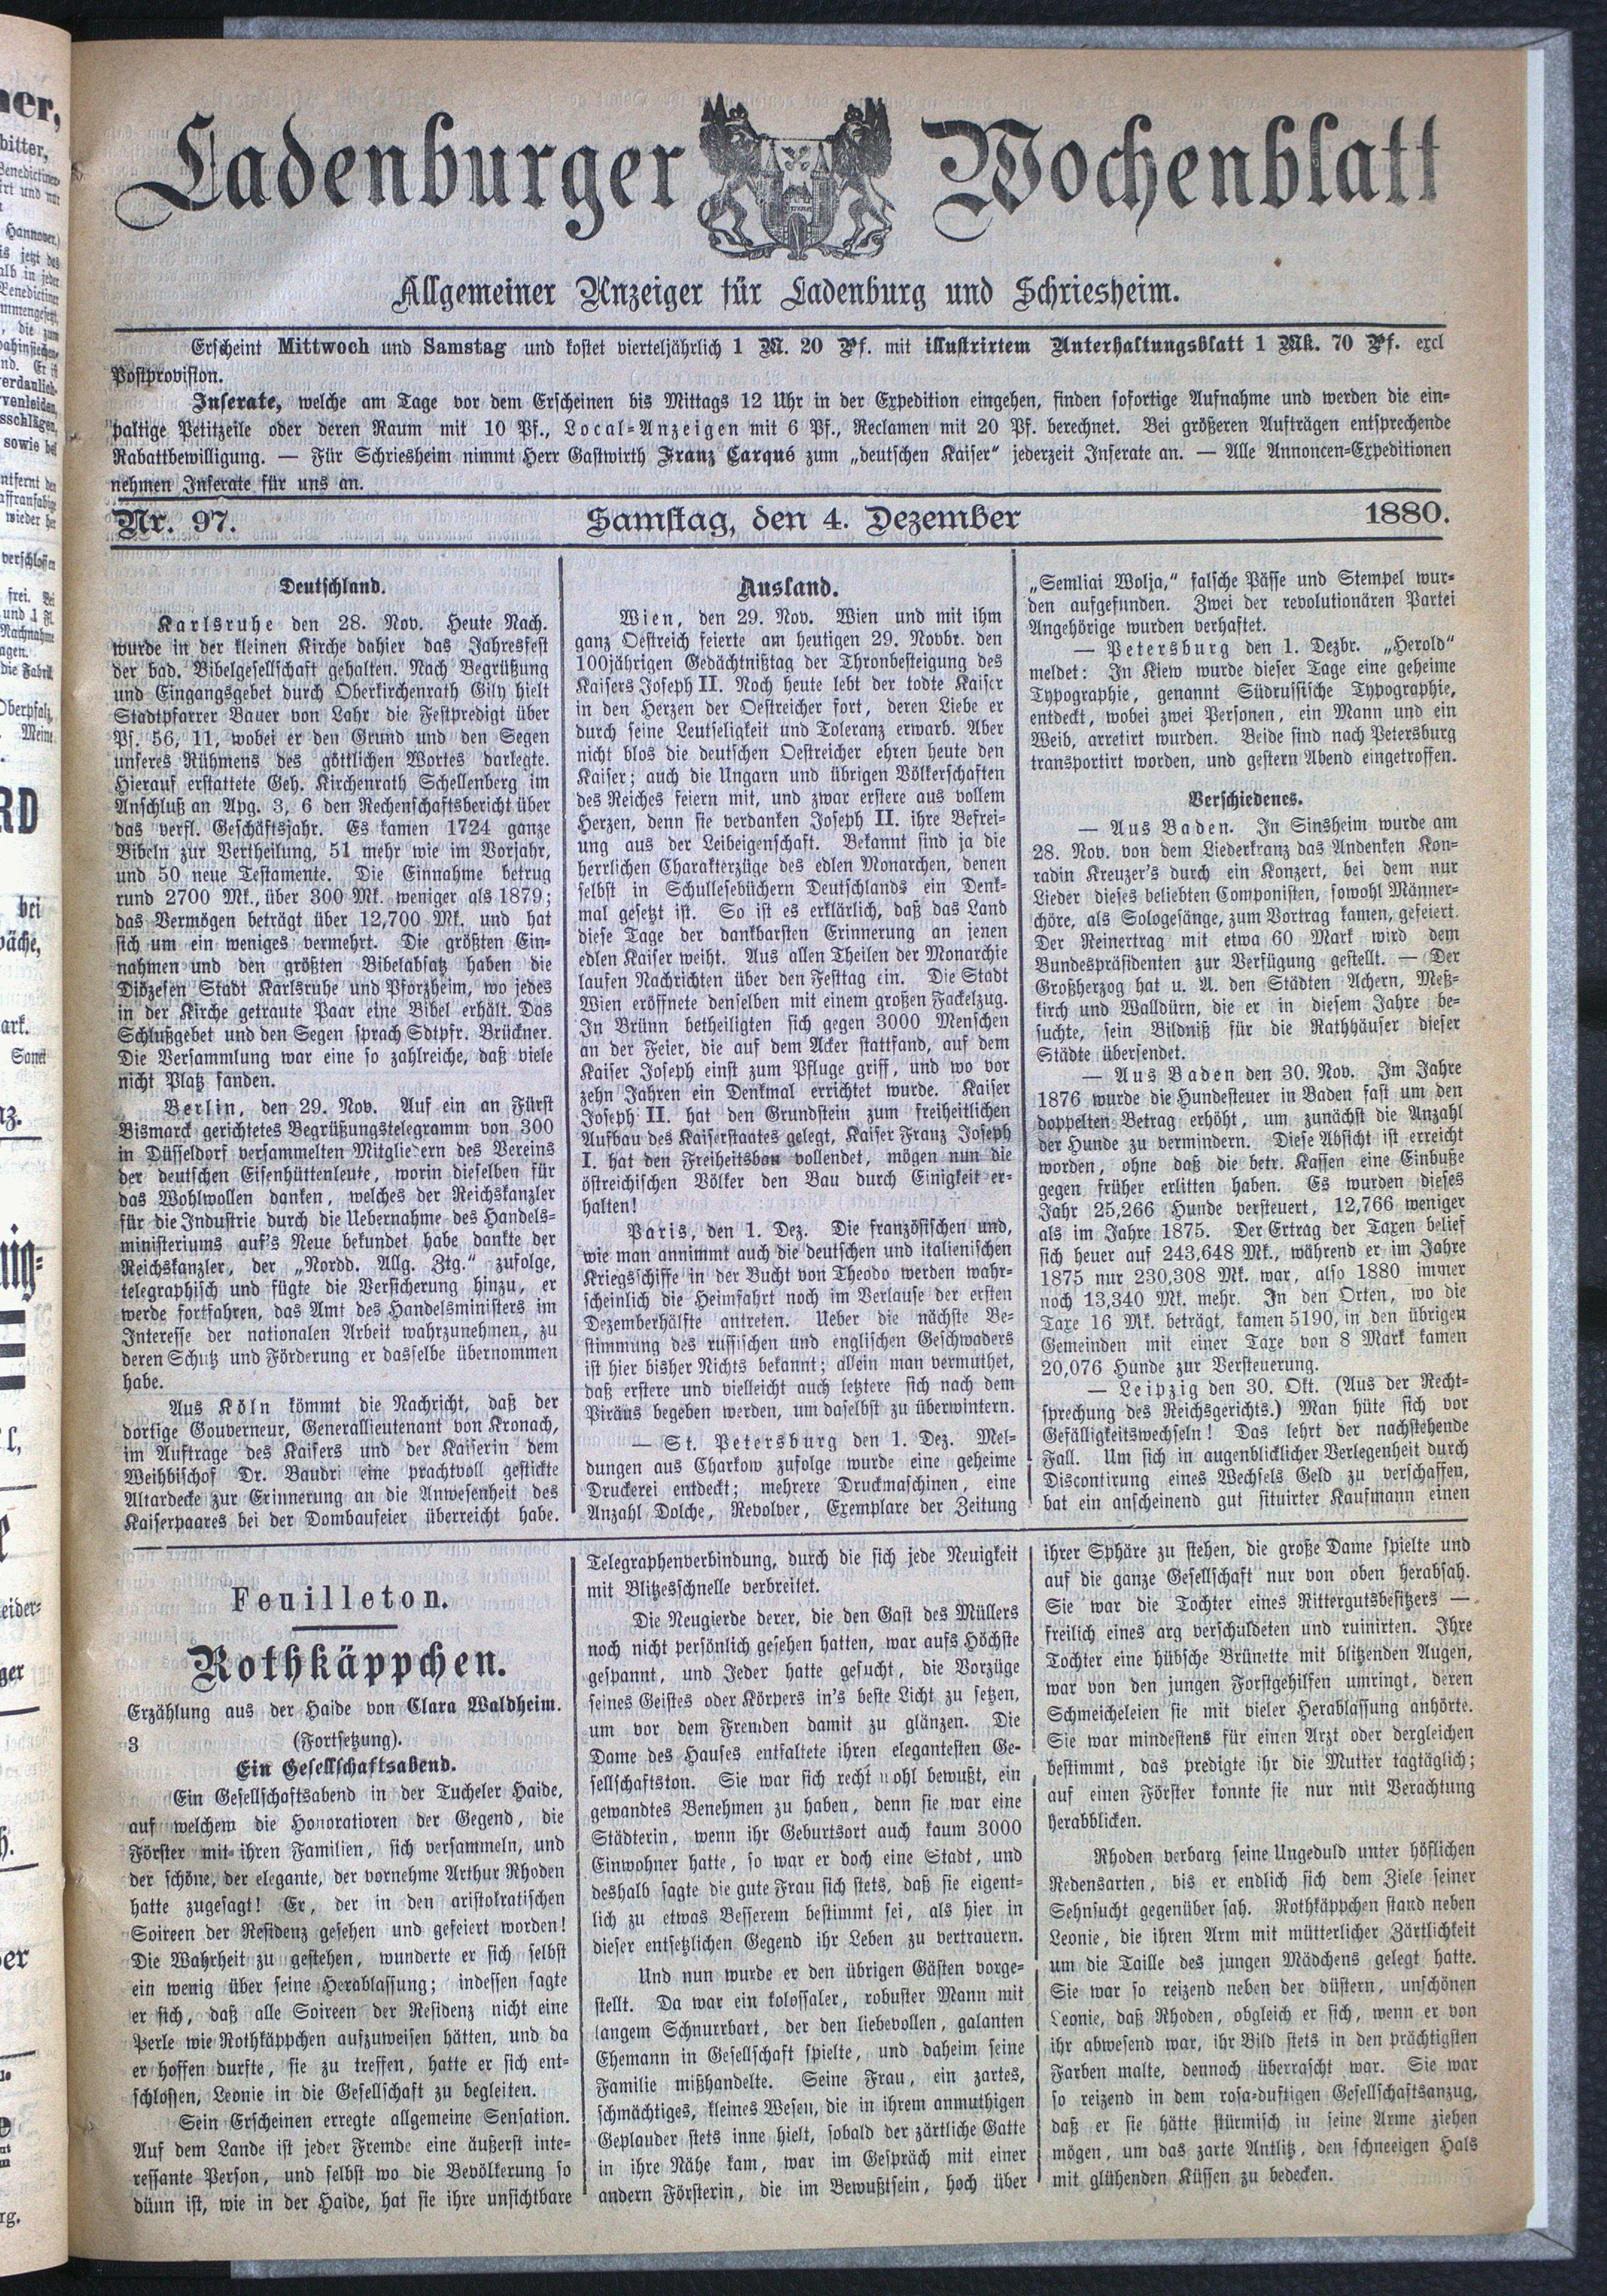 Ladenburger Wochenblatt
Allgemeiner Anzeiger für Ladenburg und Schriesheim.
Erscheint Mittwoch und Samstag und kostet vierteljährlich 1 M. 20 Pf. mit illustrirtem Unterhaltungsblatt 1 Mk. 70 Pf. excl
Postprovision.
Inserate, welche am Tage vor dem Erscheinen bis Mittags 12 Uhr in der Expedition eingehen, finden sofortige Aufnahme und werden die ein-
paltige Petitzeile oder deren Raum mit 10 Pf., Local-Anzeigen mit 6 Pf., Reclamen mit 20 Pf. berechnet. Bei größeren Aufträgen entsprechende
Rabattbewilligung. — Für Schriesheim nimmt Herr Gastwirth Franz Carqué zum „deutschen Kaiser“ jederzeit Inserate an. — Alle Annoncen-Expeditionen
nehmen Inserate für uns an.
Nr. 97. Samstag, den 4. Dezember 1880.
Deutschland.
Karlsruhe den 28. Nov. Heute Nach.
wurde in der kleinen Kirche dahier das Jahresfest
der bad. Bibelgesellschaft gehalten. Nach Begrüßung
und Eingangsgebet durch Oberkirchenrath Gily hielt
Stadtpfarrer Bauer von Lahr die Festpredigt über
Ps. 56, 11, wobei er den Grund und den Segen
unseres Rühmens des göttlichen Wortes darlegte.
Hierauf erstattete Geh. Kirchenrath Schellenberg im
Anschluß an Apg. 3, 6 den Rechenschaftsbericht über
das verfl. Geschäftsjahr. Es kamen 1724 ganze
Bibeln zur Vertheilung, 51 mehr wie im Vorjahr,
und 50 neue Testamente. Die Einnahme betrug
rund 2700 Mk., über 300 Mk. weniger als 1879;
das Vermögen beträgt über 12,700 Mk. und hat
sich um ein weniges vermehrt. Die größten Ein-
nahmen und den größten Bibelabsatz haben die
Diözesen Stadt Karlsruhe und Pforzheim, wo jedes
in der Kirche getraute Paar eine Bibel erhält. Das
Schlußgebet und den Segen sprach Sdtpfr. Brückner.
Die Versammlung war eine so zahlreiche, daß viele
nicht Platz fanden.
Berlin, den 29. Nov. Auf ein an Fürst
Bismarck gerichtetes Begrüßungstelegramm von 300
in Düsseldorf versammelten Mitgliedern des Vereins
der deutschen Eisenhüttenleute, worin dieselben für
das Wohlwollen danken, welches der Reichskanzler
für die Industrie durch die Uebernahme des Handels-
ministeriums auf's Neue bekundet habe dankte der
Reichskanzler, der „Nordd. Allg. Ztg.“ zufolge,
telegraphisch und fügte die Versicherung hinzu, er
werde fortfahren, das Amt des Handelsministers im
Interesse der nationalen Arbeit wahrzunehmen, zu
deren Schutz und Förderung er dasselbe übernommen
habe.
Aus Köln kömmt die Nachricht, daß der
dortige Gouverneur, Generallieutenant von Kronach,
im Auftrage des Kaisers und der Kaiserin dem
Weihbischof Dr. Baudri eine prachtvoll gestickte
Altardecke zur Erinnerung an die Anwesenheit des
Kaiserpaares bei der Dombaufeier überreicht habe.
Ausland.
Wien, den 29. Nov. Wien und mit ihm
ganz Oestreich feierte am heutigen 29. Novbr. den
100jährigen Gedächtnißtag der Thronbesteigung des
Kaisers Joseph II. Noch heute lebt der todte Kaiser
in den Herzen der Oestreicher fort, deren Liebe er
durch seine Leutseligkeit und Toleranz erwarb. Aber
nicht blos die deutschen Oestreicher ehren heute den
Kaiser; auch die Ungarn und übrigen Völkerschaften
des Reiches feiern mit, und zwar erstere aus vollem
Herzen, denn sie verdanken Joseph II. ihre Befrei-
ung aus der Leibeigenschaft. Bekannt sind ja die
herrlichen Charakterzüge des edlen Monarchen, denen
selbst in Schullesebüchern Deutschlands ein Denk-
mal gesetzt ist. So ist es erklärlich, daß das Land
diese Tage der dankbarsten Erinnerung an jenen
edlen Kaiser weiht. Aus allen Theilen der Monarchie
laufen Nachrichten über den Festtag ein. Die Stadt
Wien eröffnete denselben mit einem großen Fackelzug.
In Brünn betheiligten sich gegen 3000 Menschen
an der Feier, die auf dem Acker stattfand, auf dem
Kaiser Joseph einst zum Pfluge griff, und wo vor
zehn Jahren ein Denkmal errichtet wurde. Kaiser
Joseph II. hat den Grundstein zum freiheitlichen
Aufbau des Kaiserstaates gelegt, Kaiser Franz Joseph
I. hat den Freiheitsbau vollendet, mögen nun die
östreichischen Völker den Bau durch Einigkeit er-
halten!
Paris, den 1. Dez. Die französischen und,
wie man annimmt auch die deutschen und italienischen
Kriegsschiffe in der Bucht von Theodo werden wahr-
scheinlich die Heimfahrt noch im Verlaufe der ersten
Dezemberhälfte antreten. Ueber die nächste Be-
stimmung des russischen und englischen Geschwaders
ist hier bisher Nichts bekannt; allein man vermuthet,
daß erstere und vielleicht auch letztere sich nach dem
Piräus begeben werden, um daselbst zu überwintern.
— St. Petersburg den 1. Dez. Mel-
dungen aus Charkow zufolge wurde eine geheime
Druckerei entdeckt; mehrere Druckmaschinen, eine
Anzahl Dolche, Revolver, Exemplare der Zeitung
„Semliai Wolja,“ falsche Pässe und Stempel wur-
den aufgefunden. Zwei der revolutionären Partei
Angehörige wurden verhaftet.
— Petersburg den 1. Dezbr. „Herold“
meldet: In Kiew wurde dieser Tage eine geheime
Typographie, genannt Südrussische Typographie,
entdeckt, wobei zwei Personen, ein Mann und ein
Weib, arretirt wurden. Beide sind nach Petersburg
transportirt worden, und gestern Abend eingetroffen.
Verschiedenes.
— Aus Baden. In Sinsheim wurde am
28. Nov. von dem Liederkranz das Andenken Kon-
radin Kreuzer's durch ein Konzert, bei dem nur
Lieder dieses beliebten Componisten, sowohl Männer-
chöre, als Sologesänge, zum Vortrag kamen, gefeiert.
Der Reinertrag mit etwa 60 Mark wird dem
Bundespräsidenten zur Verfügung gestellt. — Der
Großherzog hat u. A. den Städten Achern, Meß-
kirch und Walldürn, die er in diesem Jahre be-
suchte, sein Bildniß für die Rathhäuser dieser
Städte übersendet.
— Aus Baden den 30. Nov. Im Jahre
1876 wurde die Hundesteuer in Baden fast um den
doppelten Betrag erhöht, um zunächst die Anzahl
der Hunde zu vermindern. Diese Absicht ist erreicht
worden, ohne daß die betr. Kassen eine Einbuße
gegen früher erlitten haben. Es wurden dieses
Jahr 25,266 Hunde versteuert, 12,766 weniger
als im Jahre 1875. Der Ertrag der Taxen belief
sich heuer auf 243,648 Mk., während er im Jahre
1875 nur 230,308 Mk. war, also 1880 immer
noch 13,340 Mk. mehr. In den Orten, wo die
Taxe 16 Mk. beträgt, kamen 5190, in den übrigen
Gemeinden mit einer Taxe von 8 Mark kamen
20,076 Hunde zur Versteuerung.
— Leipzig den 30. Okt. (Aus der Recht-
sprechung des Reichsgerichts.) Man hüte sich vor
Gefälligkeitswechseln! Das lehrt der nachstehende
Fall. Um sich in augenblicklicher Verlegenheit durch
Discontirung eines Wechsels Geld zu verschaffen,
bat ein anscheinend gut situirter Kaufmann einen
Feuilleton.
Rothkäppchen.
Erzählung aus der Haide von Clara Waldheim.
3 (Fortsetzung).
Ein Gesellschaftsabend.
Ein Gesellschaftsabend in der Tucheler Haide,
auf welchem die Honoratioren der Gegend, die
Förster mit ihren Familien, sich versammeln, und
der schöne, der elegante, der vornehme Arthur Rhoden
hatte zugesagt! Er, der in den aristokratischen
Soireen der Residenz gesehen und gefeiert worden!
Die Wahrheit zu gestehen, wunderte er sich selbst
ein wenig über seine Herablassung; indessen sagte
er sich, daß alle Soireen der Residenz nicht eine
Perle wie Rothkäppchen aufzuweisen hätten, und da
er hoffen durfte, sie zu treffen, hatte er sich ent-
schlossen, Leonie in die Gesellschaft zu begleiten.
Sein Erscheinen erregte allgemeine Sensation.
Auf dem Lande ist jeder Fremde eine äußerst inte-
ressante Person, und selbst wo die Bevölkerung so
dünn ist, wie in der Haide, hat sie ihre unsichtbare
Telegraphenverbindung, durch die sich jede Neuigkeit
mit Blitzesschnelle verbreitet.
Die Neugierde derer, die den Gast des Müllers
noch nicht persönlich gesehen hatten, war aufs Höchste
gespannt, und Jeder hatte gesucht, die Vorzüge
seines Geistes oder Körpers in's beste Licht zu setzen,
um vor dem Fremden damit zu glänzen. Die
Dame des Hauses entfaltete ihren elegantesten Ge-
sellschaftston. Sie war sich recht wohl bewußt, ein
gewandtes Benehmen zu haben, denn sie war eine
Städterin, wenn ihr Geburtsort auch kaum 3000
Einwohner hatte, so war er doch eine Stadt, und
deshalb sagte die gute Frau sich stets, daß sie eigent-
lich zu etwas Besserem bestimmt sei, als hier in
dieser entsetzlichen Gegend ihr Leben zu vertrauern.
Und nun wurde er den übrigen Gästen vorge-
stellt. Da war ein kolossaler, robuster Mann mit
langem Schnurrbart, der den liebevollen, galanten
Ehemann in Gesellschaft spielte, und daheim seine
Familie mißhandelte. Seine Frau, ein zartes,
schmächtiges, kleines Wesen, die in ihrem anmuthigen
Geplauder stets inne hielt, sobald der zärtliche Gatte
in ihre Nähe kam, war im Gespräch mit einer
andern Försterin, die im Bewußtsein, hoch über
ihrer Sphäre zu stehen, die große Dame spielte und
auf die ganze Gesellschaft nur von oben herabsah.
Sie war die Tochter eines Rittergutsbesitzers —
freilich eines arg verschuldeten und ruinirten. Ihre
Tochter eine hübsche Brünette mit blitzenden Augen,
war von den jungen Forstgehilfen umringt, deren
Schmeicheleien sie mit vieler Herablassung anhörte.
Sie war mindestens für einen Arzt oder dergleichen
bestimmt, das predigte ihr die Mutter tagtäglich;
auf einen Förster konnte sie nur mit Verachtung
herabblicken.
Rhoden verbarg seine Ungeduld unter höflichen
Redensarten, bis er endlich sich dem Ziele seiner
Sehnsucht gegenüber sah. Rothkäppchen stand neben
Leonie, die ihren Arm mit mütterlicher Zärtlichkeit
um die Taille des jungen Mädchens gelegt hatte.
Sie war so reizend neben der düstern, unschönen
Leonie, daß Rhoden, obgleich er sich, wenn er von
ihr abwesend war, ihr Bild stets in den prächtigsten
Farben malte, dennoch überrascht war. Sie war
so reizend in dem rosa-duftigen Gesellschaftsanzug,
daß er sie hätte stürmisch in seine Arme ziehen
mögen, um das zarte Antlitz, den schneeigen Hals
mit glühenden Küssen zu bedecken.